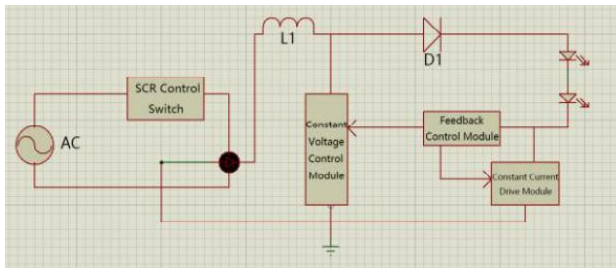 L1
D1
SCR Control
Switch
AC
Constant
Voltage
Control
Module
Feedback
Control Module
Constant Current
Drive Module